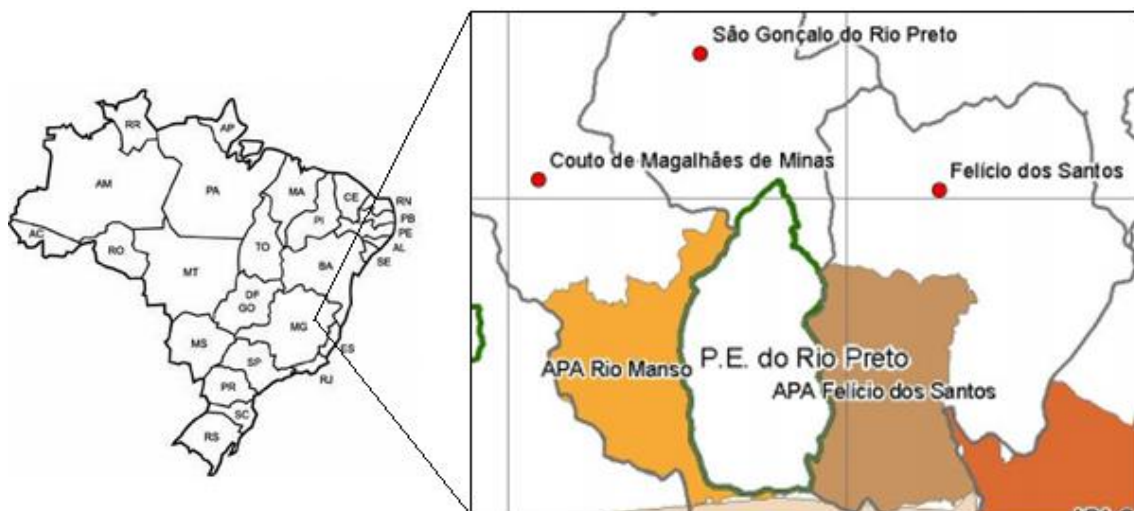 RR
AP
AM
PA
MA
CE
RN
PB
PE
AL
SE
PI
AC
RO
TO
BA
MT
DF
GO
MG
ES
MS
SP
RJ
PR
SC
RS
São Gonçalo do Rio Preto
Couto de Magalhães de Minas
Felício dos Santos
P.E. do Rio Preto
APA Rio Manso
APA Felício dos Santos